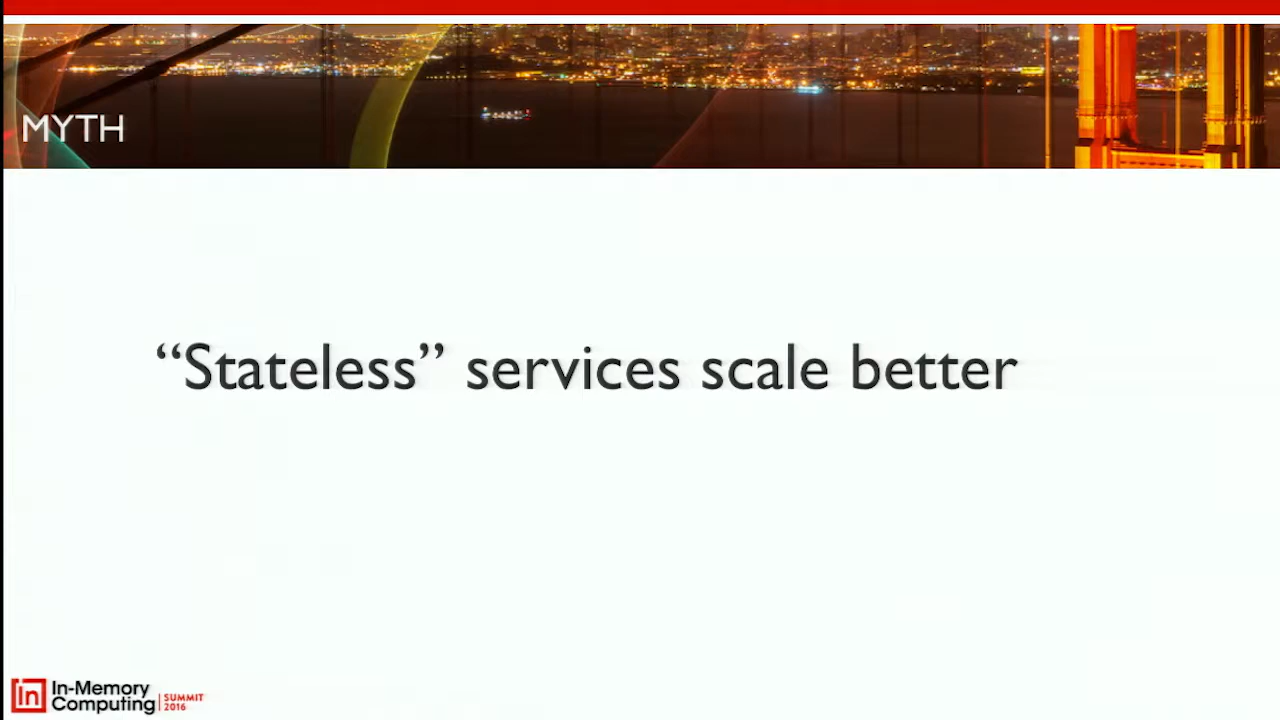 MYTH
“Stateless” services scale better
In-Memory
Computing
SUMMIT
2016